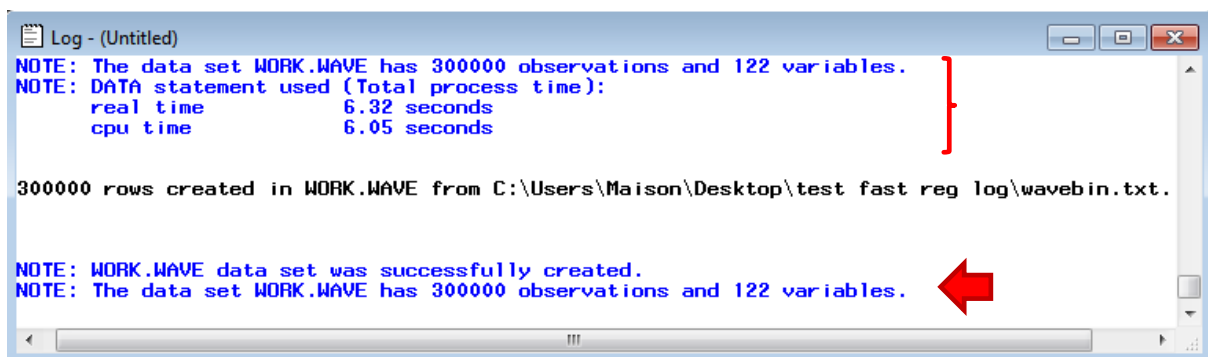 Log - (Untitled)
NOTE: The data set WORK.WAVE has 300000 observations and 122 variables.
NOTE: DATA statement used (Total process time):
      real time           6.32 seconds
      cpu time            6.05 seconds
300000 rows created in WORK.WAVE from C:\Users\Maison\Desktop\test fast reg log\wavebin.txt.
NOTE: WORK.WAVE data set was successfully created.
NOTE: The data set WORK.WAVE has 300000 observations and 122 variables.